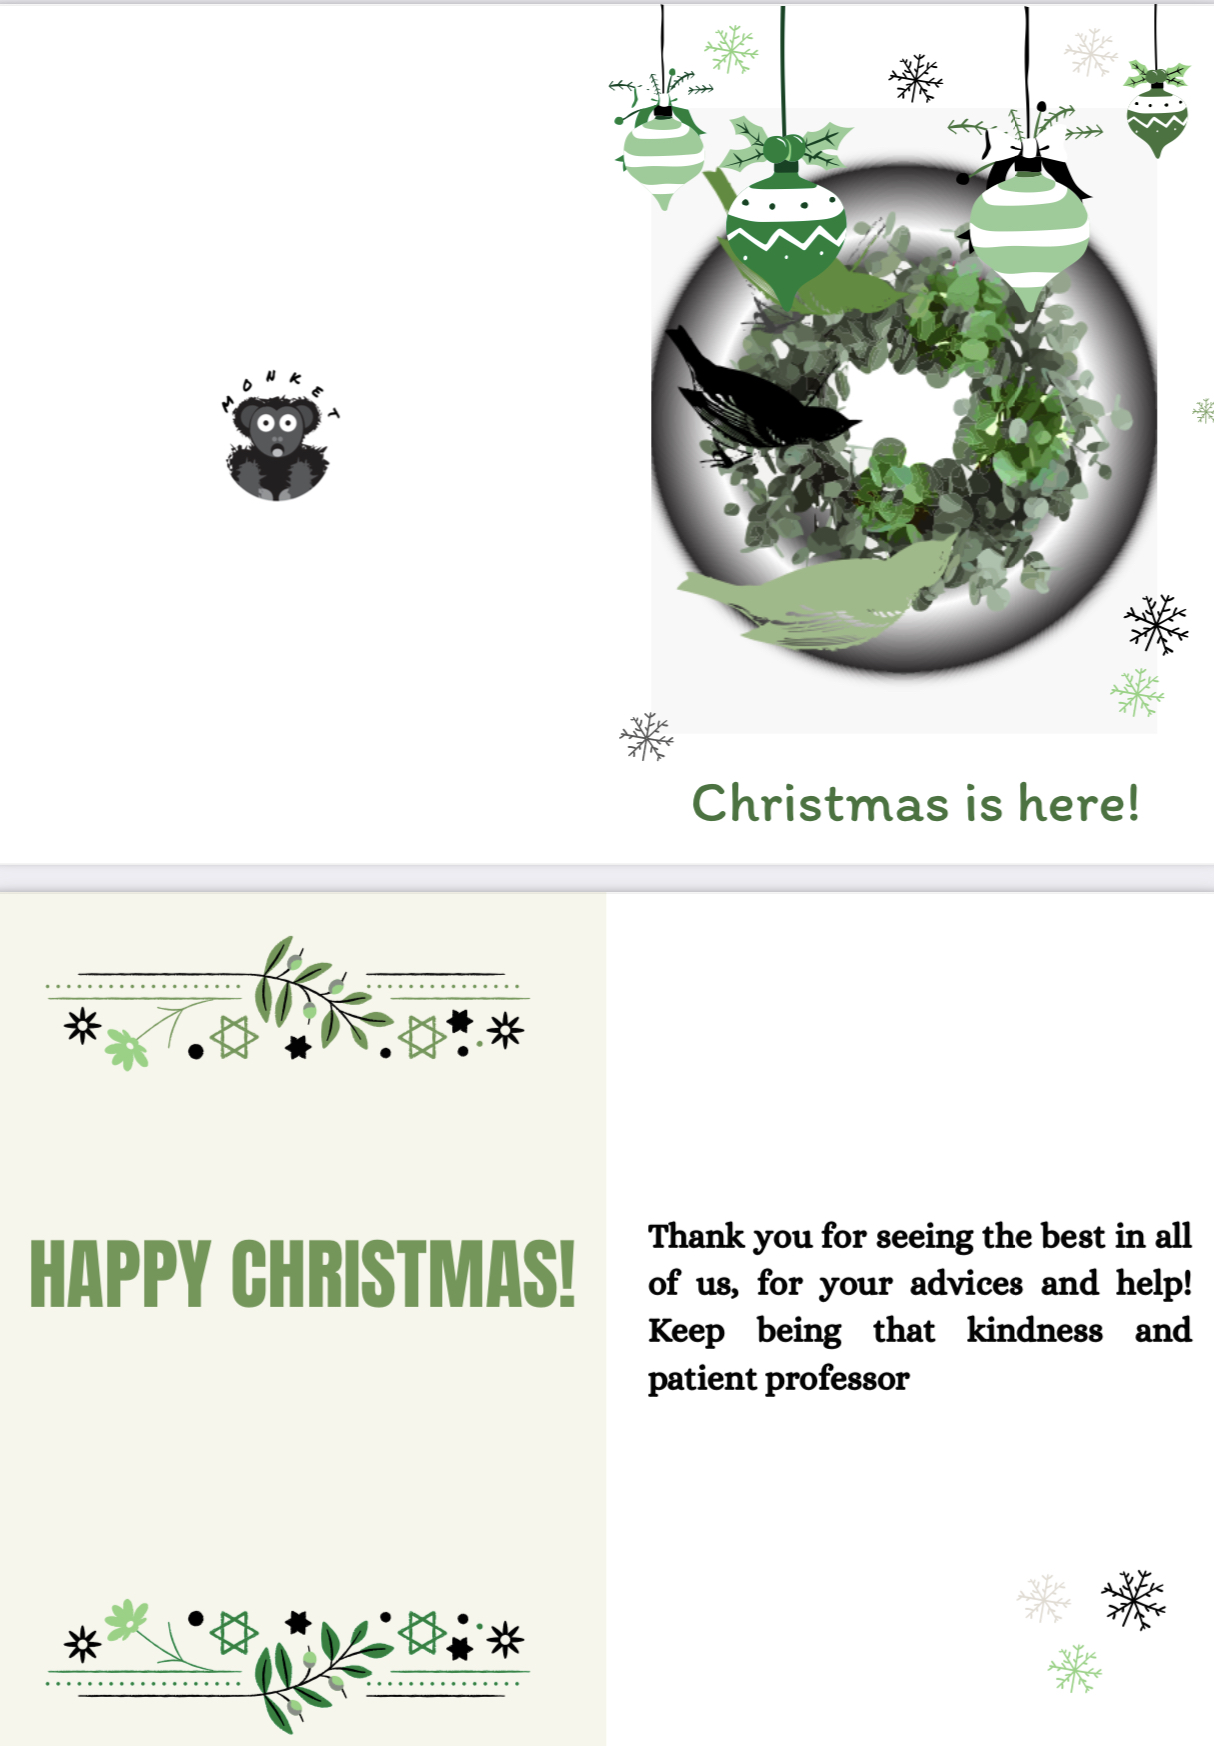 MONKET
Christmas is here!
HAPPY CHRISTMAS!
Thank you for seeing the best in all
of us, for your advices and help!
Keep being that kindness and
patient professor